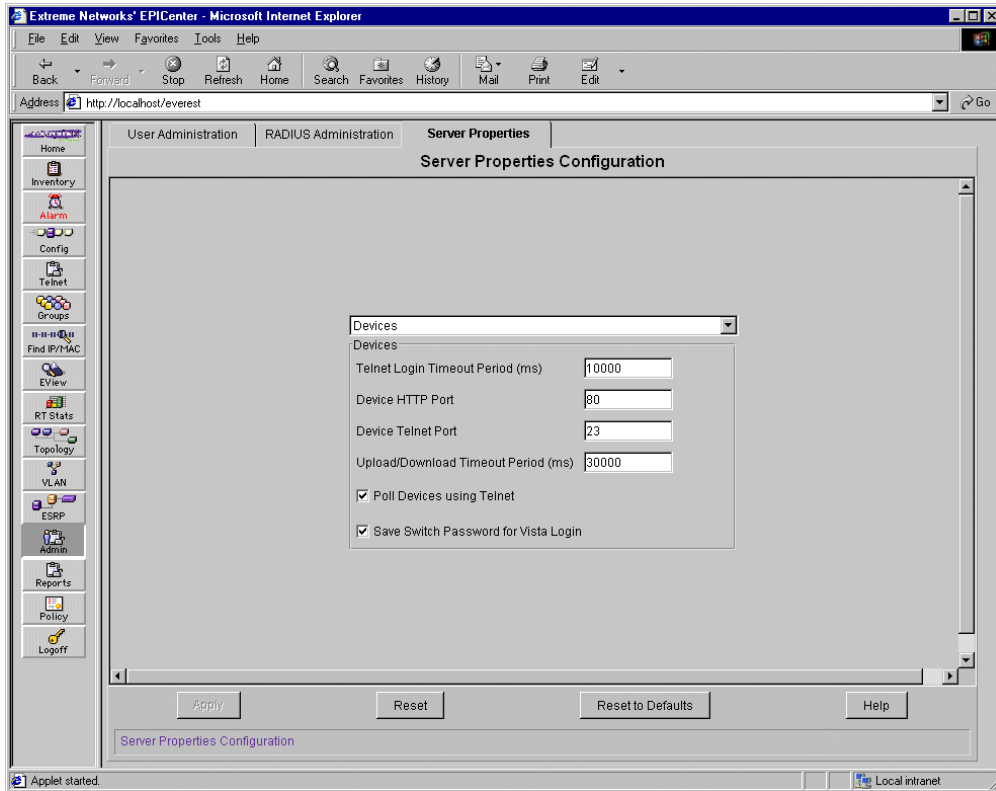 Extreme Networks' EPICenter - Microsoft Internet Explorer
File Edit View Favorites Tools Help
Back Forward Stop Refresh Home Search Favorites History Mail Print Edit
Address http://localhost/everest Go
Home
Inventory
Alarm
Config
Telnet
Groups
Find IP/MAC
EView
RT Stats
Topology
VLAN
ESRP
Admin
Reports
Policy
Logoff
User Administration RADIUS Administration Server Properties
Server Properties Configuration
Devices
Devices
Telnet Login Timeout Period (ms) 10000
Device HTTP Port 80
Device Telnet Port 23
Upload/Download Timeout Period (ms) 30000
Poll Devices using Telnet
Save Switch Password for Vista Login
Apply Reset Reset to Defaults Help
Server Properties Configuration
Applet started. Local intranet